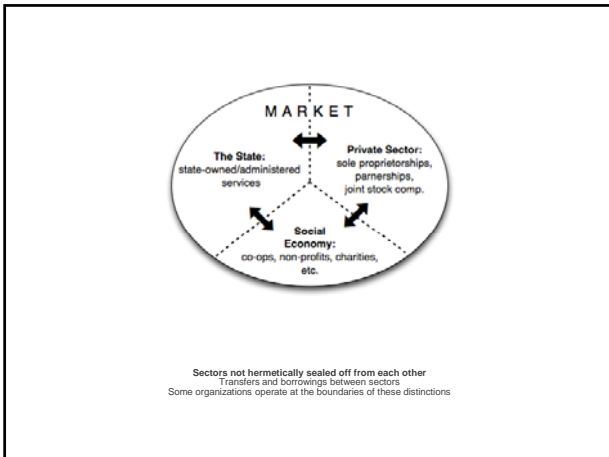 MARKET
The State:
state-owned/administered
services
Private Sector:
sole proprietorships,
parnerships,
joint stock comp.
Social
Economy:
co-ops, non-profits, charities,
etc.
Sectors not hermetically sealed off from each other
Transfers and borrowings between sectors
Some organizations operate at the boundaries of these distinctions